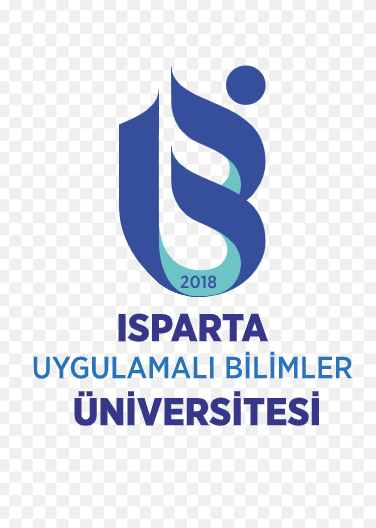 2018
ISPARTA
UYGULAMALI BİLİMLER
ÜNİVERSİTESİ